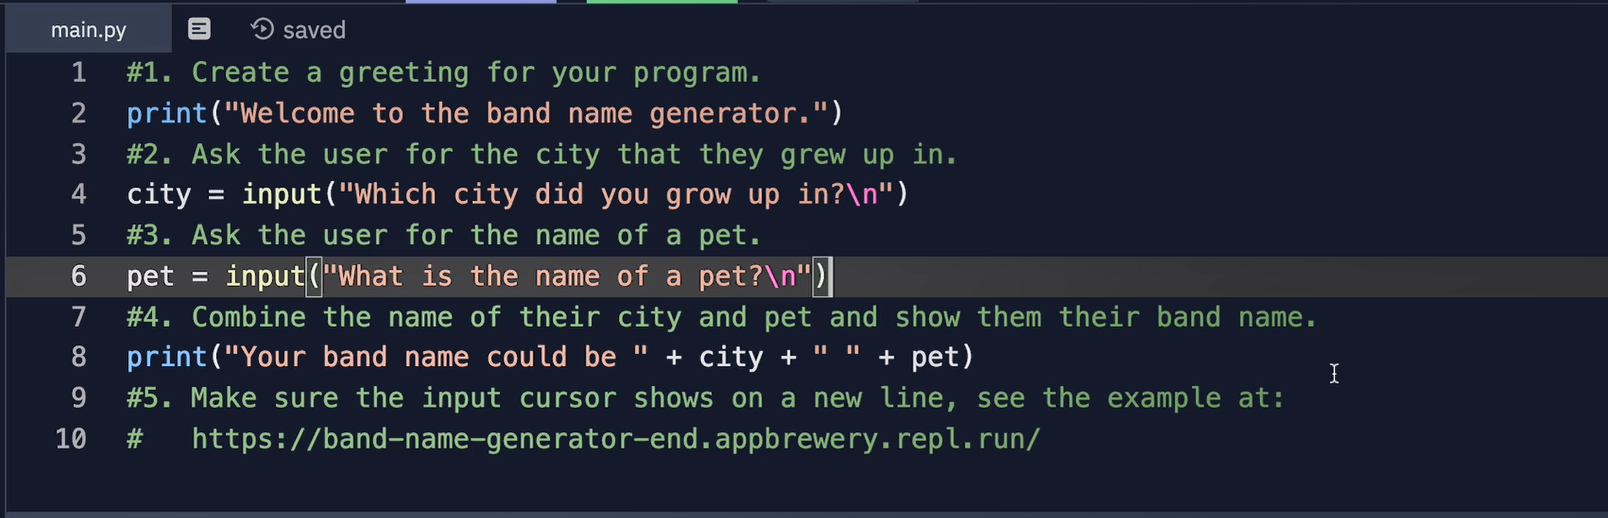 main.py saved
1 #1. Create a greeting for your program.
2 print("Welcome to the band name generator.")
3 #2. Ask the user for the city that they grew up in.
4 city = input("Which city did you grow up in?\n")
5 #3. Ask the user for the name of a pet.
6 pet = input("What is the name of a pet?\n")
7 #4. Combine the name of their city and pet and show them their band name.
8 print("Your band name could be " + city + " " + pet)
9 #5. Make sure the input cursor shows on a new line, see the example at:
10 #   https://band-name-generator-end.appbrewery.repl.run/